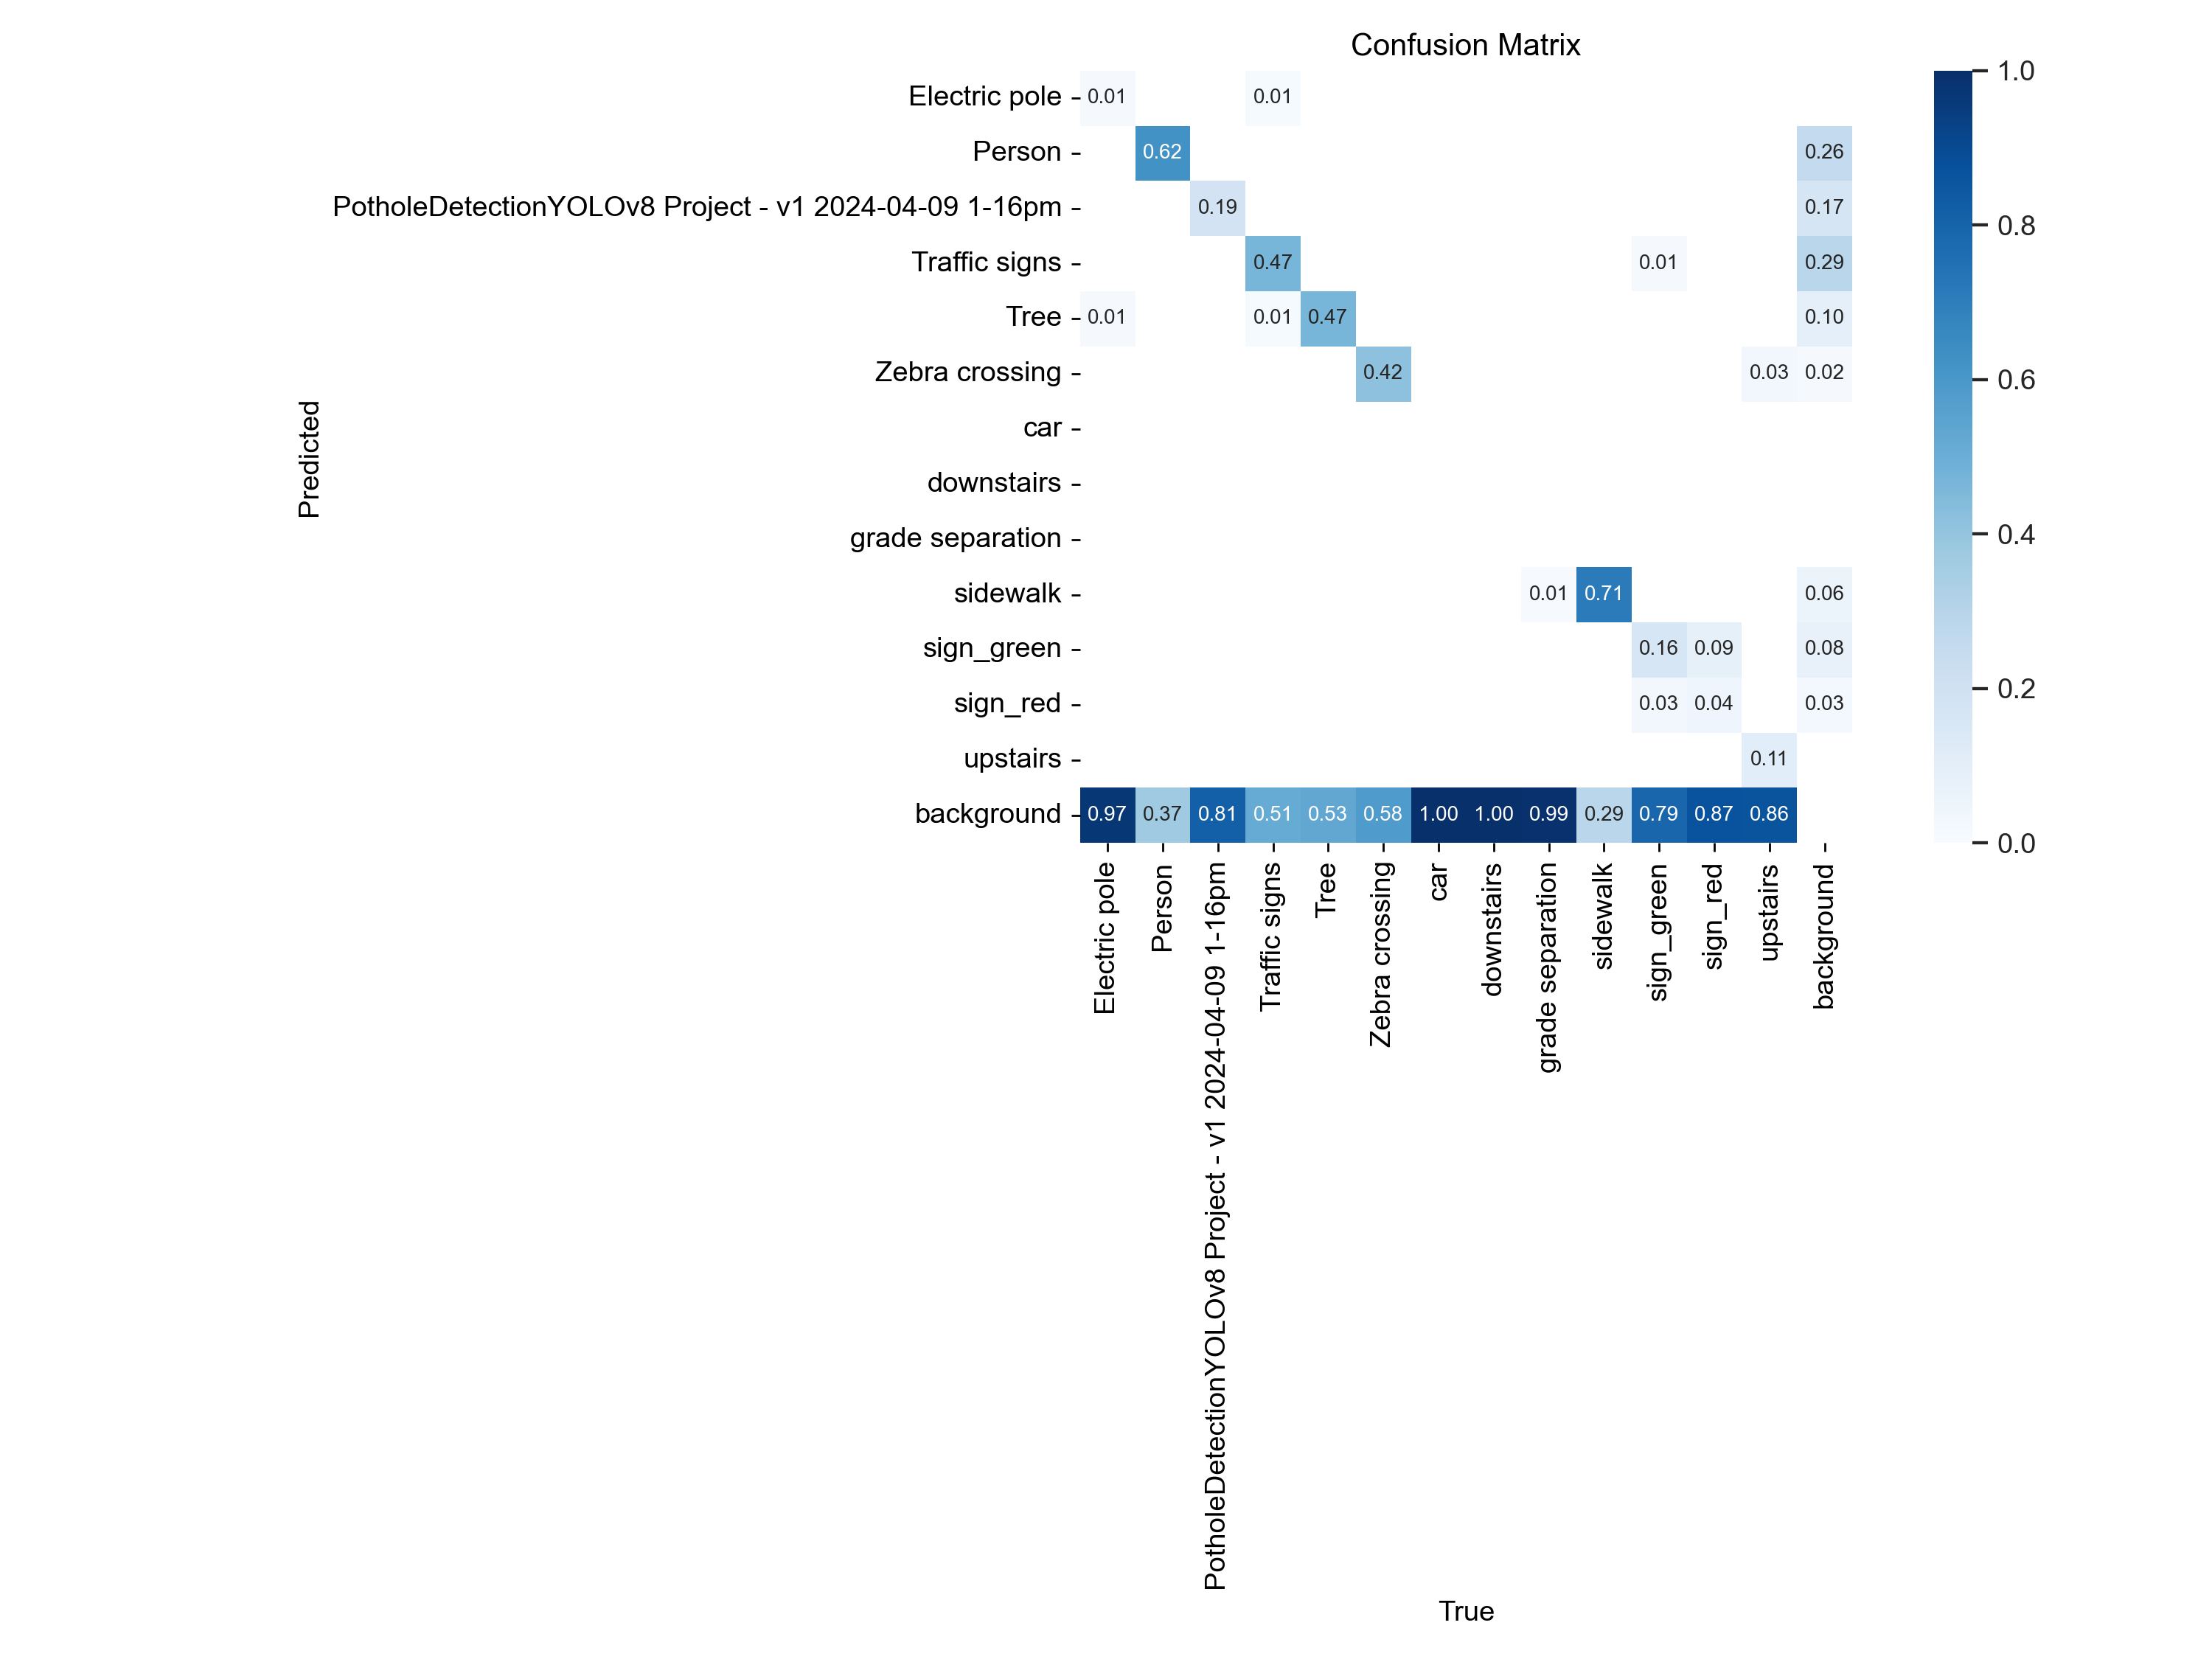 Confusion Matrix
Electric pole 0.01 0.01
Person 0.62 0.26
PotholeDetectionYOLOv8 Project - v1 2024-04-09 1-16pm 0.19 0.17
Traffic signs 0.47 0.01 0.29
Tree 0.01 0.01 0.47 0.10
Zebra crossing 0.42 0.03 0.02
car
downstairs
grade separation
sidewalk 0.01 0.71 0.06
sign_green 0.16 0.09 0.08
sign_red 0.03 0.04 0.03
upstairs 0.11
background 0.97 0.37 0.81 0.51 0.53 0.58 1.00 1.00 0.99 0.29 0.79 0.87 0.86
Predicted
Electric pole
Person
PotholeDetectionYOLOv8 Project - v1 2024-04-09 1-16pm
Traffic signs
Tree
Zebra crossing
car
downstairs
grade separation
sidewalk
sign_green
sign_red
upstairs
background
True
1.0
0.8
0.6
0.4
0.2
0.0